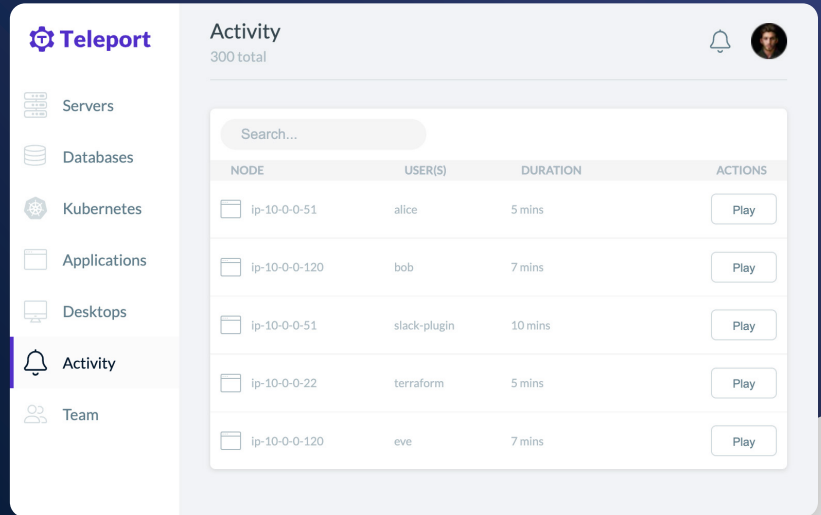 Teleport
Servers
Databases
Kubernetes
Applications
Desktops
Activity
Team
Activity
300 total
Search...
NODE USER(S) DURATION ACTIONS
ip-10-0-0-51 alice 5 mins Play
ip-10-0-0-120 bob 7 mins Play
ip-10-0-0-51 slack-plugin 10 mins Play
ip-10-0-0-22 terraform 5 mins Play
ip-10-0-0-120 eve 7 mins Play